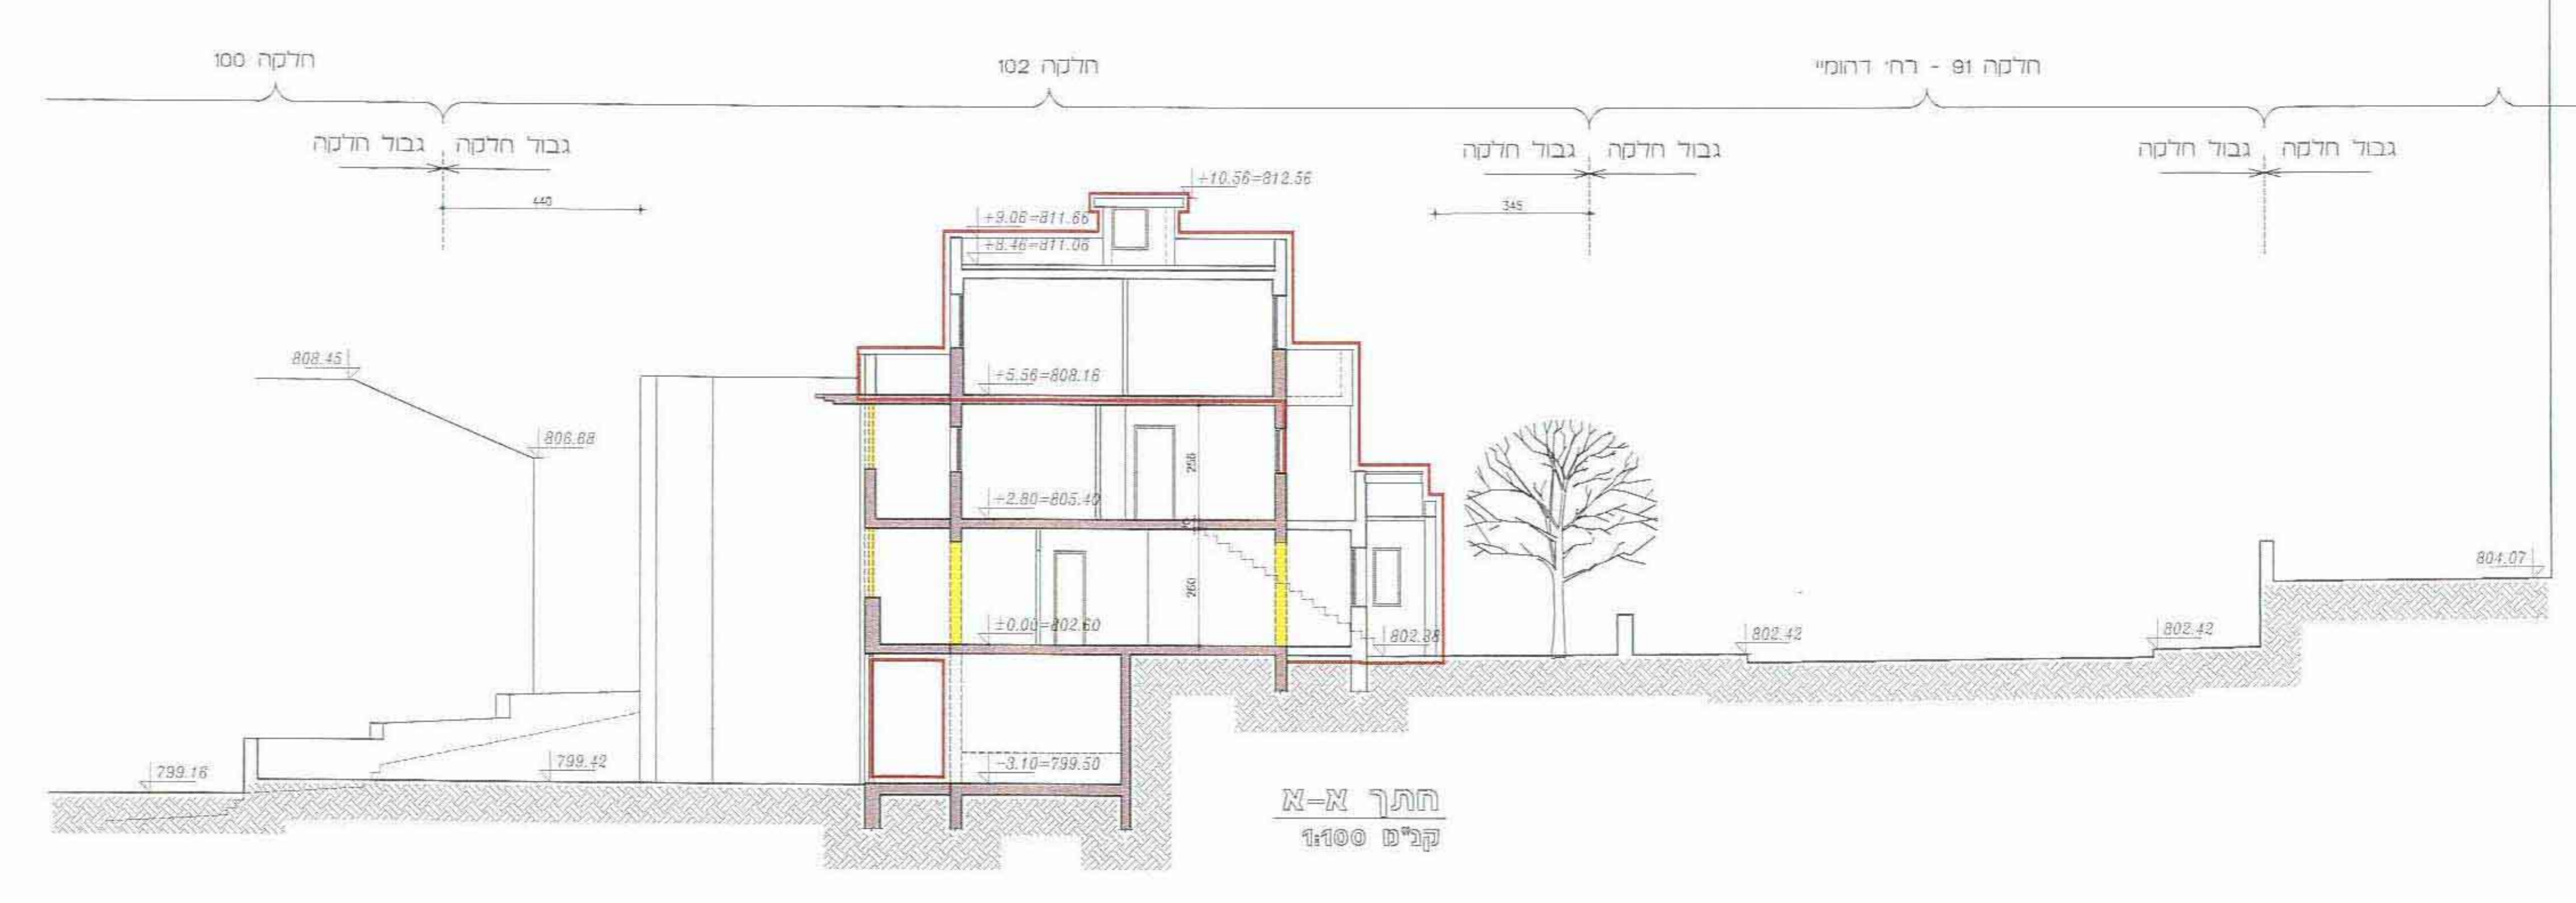 חלקה 100
חלקה 102
חלקה 91 - רח' דהומיי
גבול חלקה
גבול חלקה
גבול חלקה
גבול חלקה
גבול חלקה
גבול חלקה
440
345
+10.56=812.56
+9.06=811.66
+8.46=811.06
808.45
+5.56=808.16
806.68
258
+2.80=805.40
804.07
260
±0.00=802.60
802.38
802.42
802.42
799.16
799.42
-3.10=799.50
חתך א-א
קנ"מ 1:100